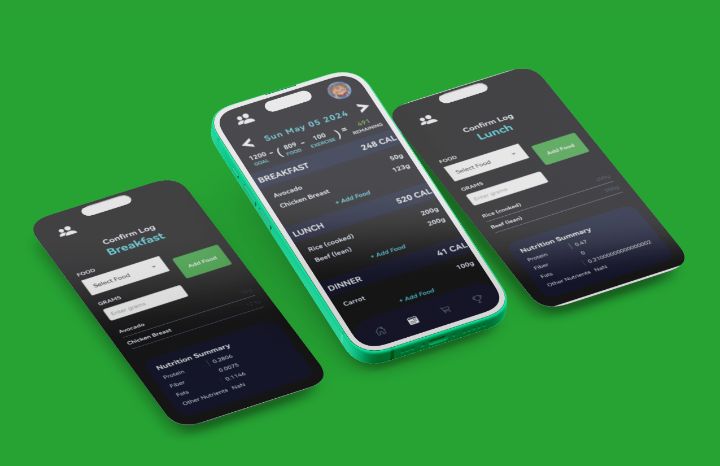 Confirm Log
Breakfast
FOOD
Select Food
Add Food
GRAMS
Enter grams
Avocado
Chicken Breast
Nutrition Summary
Protein 0.2806
Fiber 0.0075
Fats 0.1146
Other Nutrients NaN
Sun May 05 2024
1200 - ( 809 - 100 ) = 491
GOAL FOOD EXERCISE REMAINING
BREAKFAST 248 CAL
Avocado 50g
Chicken Breast 123g
+ Add Food
LUNCH 520 CAL
Rice (cooked) 200g
Beef (lean) 200g
+ Add Food
DINNER 41 CAL
Carrot 100g
+ Add Food
Confirm Log
Lunch
FOOD
Select Food
Add Food
GRAMS
Enter grams
Rice (cooked)
Beef (lean)
Nutrition Summary
Protein 0.47
Fiber 0
Fats 0.21000000000000002
Other Nutrients NaN